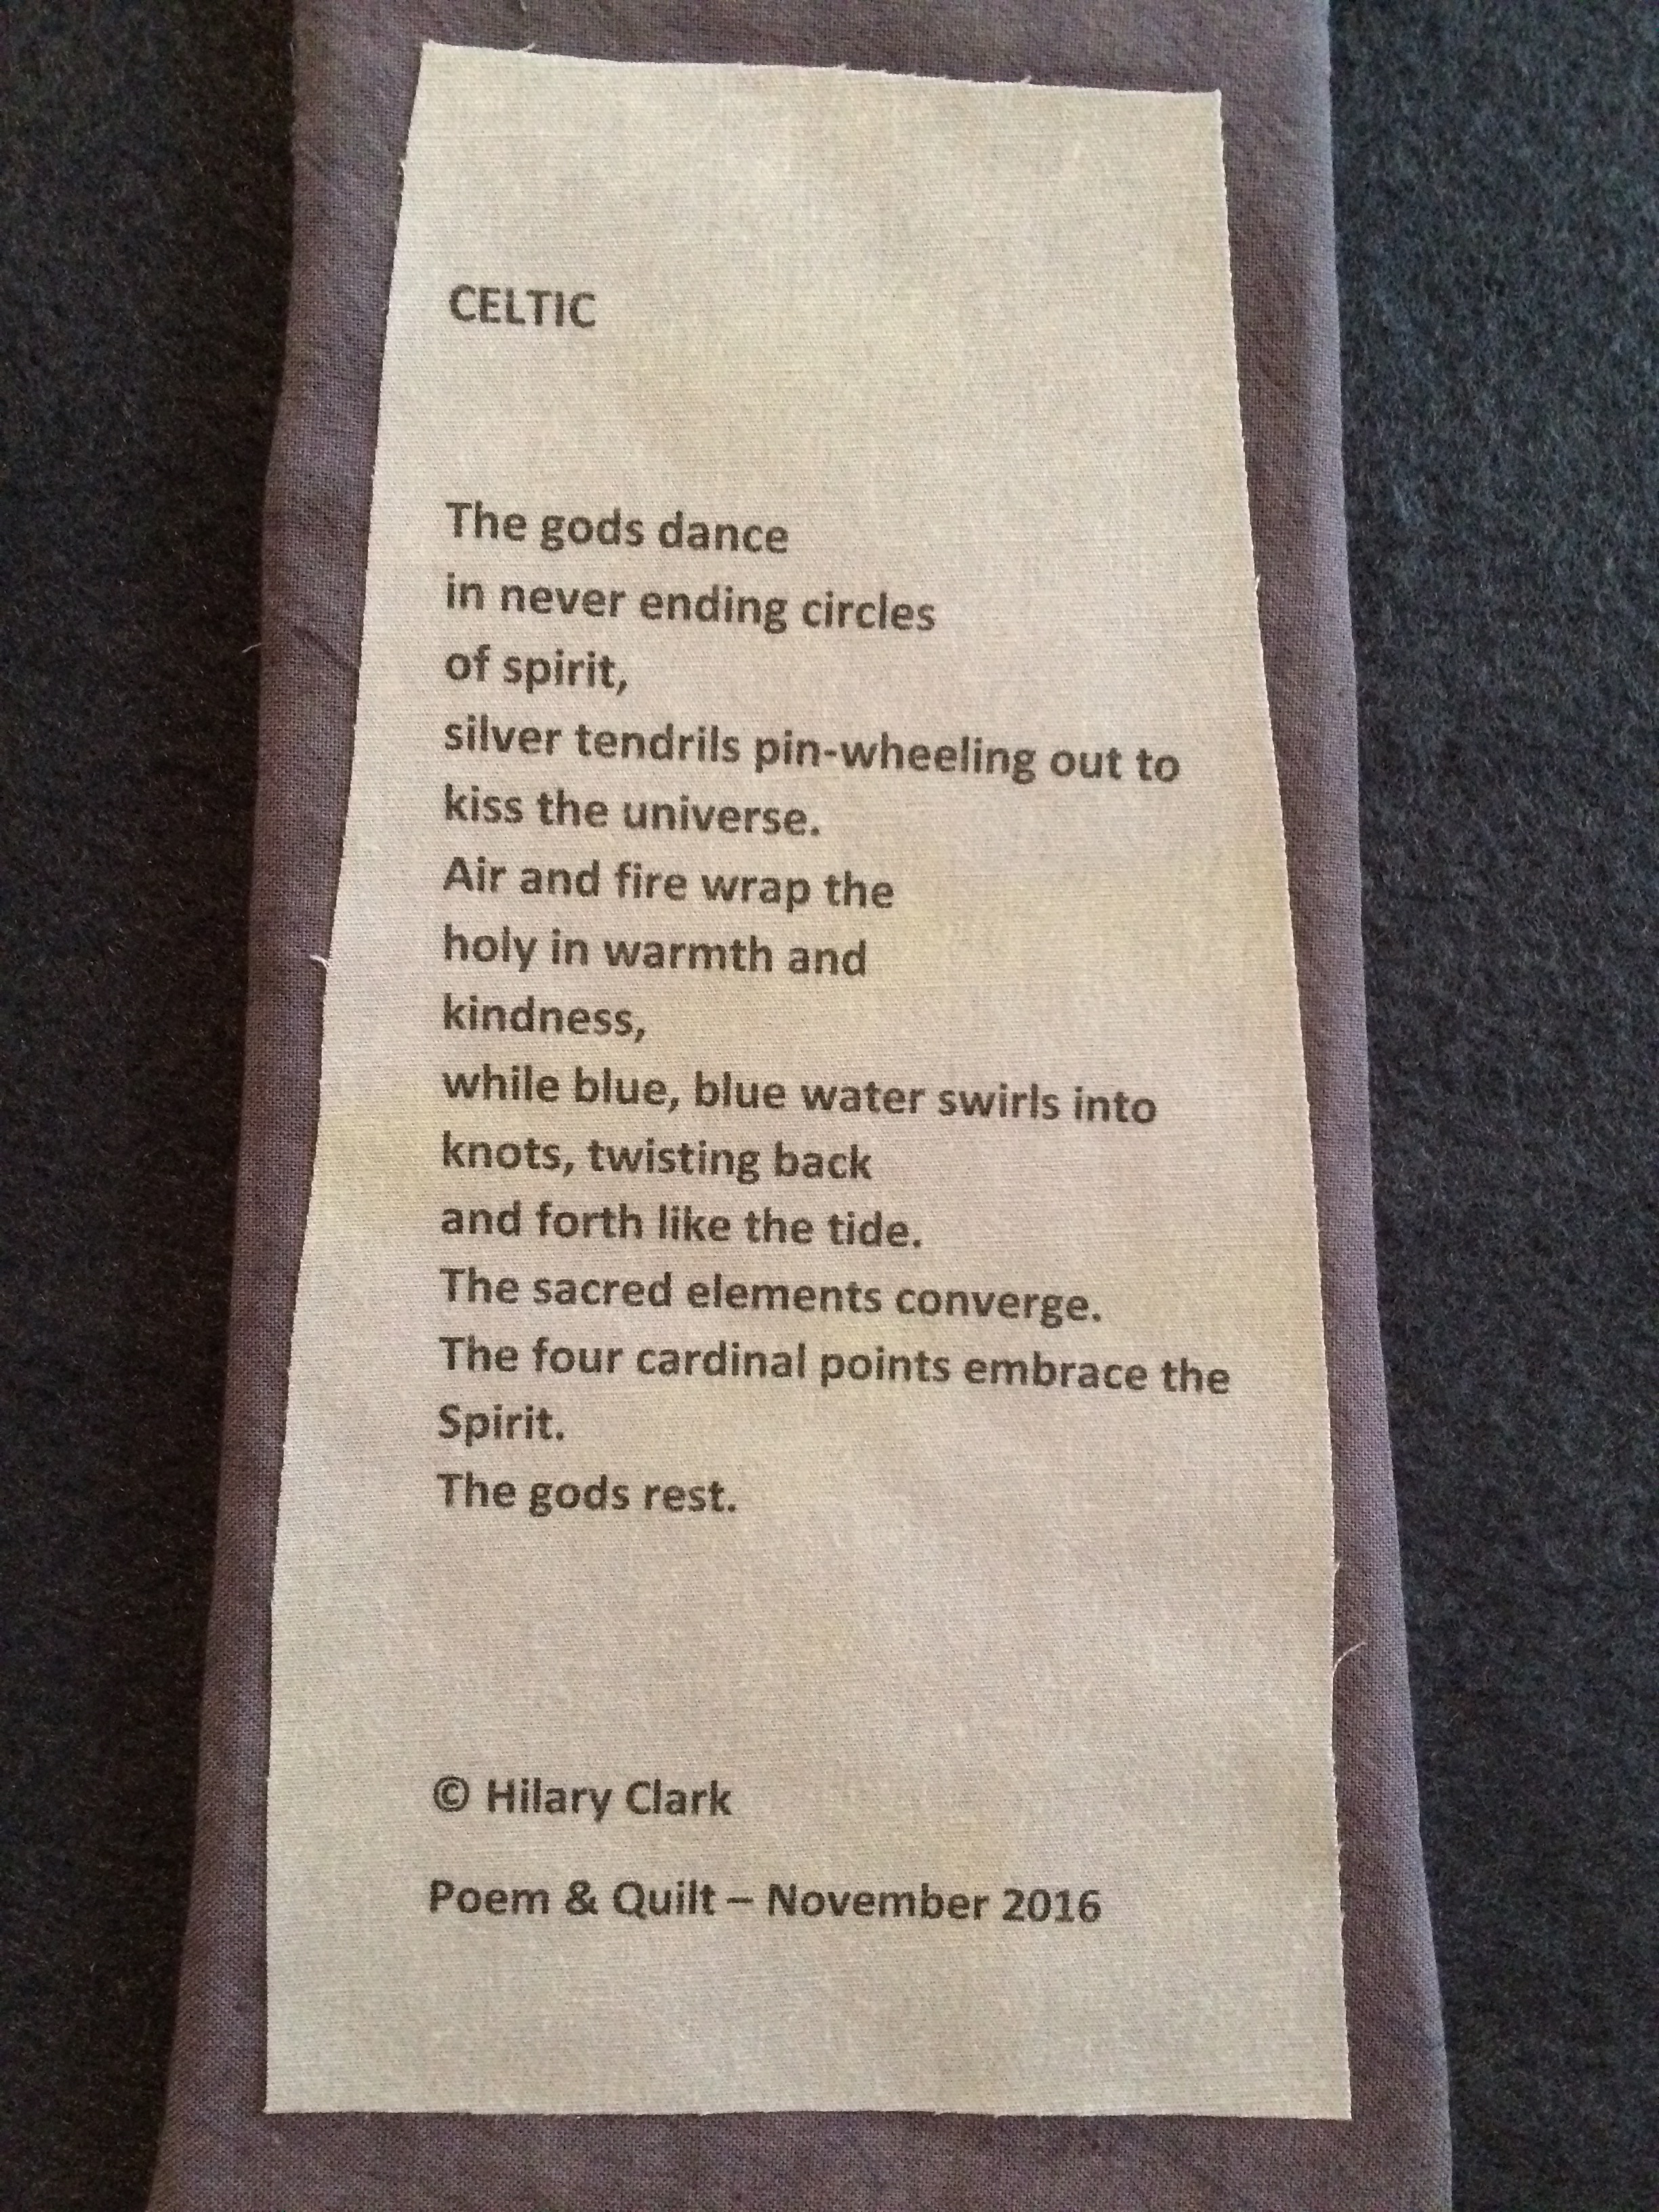 CELTIC
The gods dance
in never ending circles
of spirit,
silver tendrils pin-wheeling out to
kiss the universe.
Air and fire wrap the
holy in warmth and
kindness,
while blue, blue water swirls into
knots, twisting back
and forth like the tide.
The sacred elements converge.
The four cardinal points embrace the
Spirit.
The gods rest.
© Hilary Clark
Poem & Quilt – November 2016